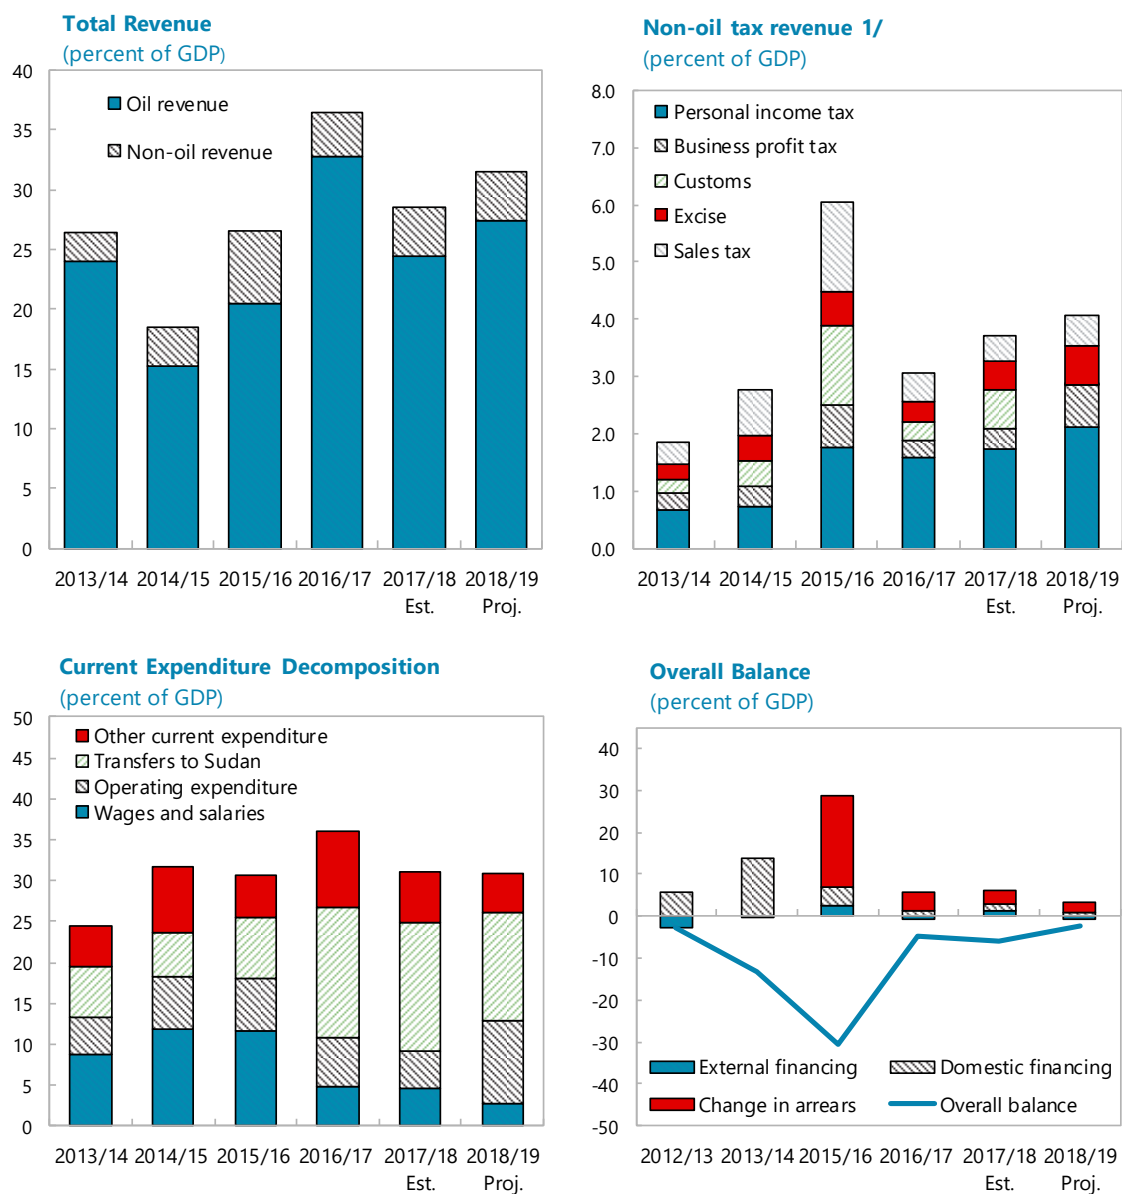 Total Revenue
(percent of GDP)
40
35
30
25
20
15
10
5
0
Oil revenue
Non-oil revenue
2013/14 2014/15 2015/16 2016/17 2017/18 2018/19
Est. Proj.
Non-oil tax revenue 1/
(percent of GDP)
8.0
7.0
6.0
5.0
4.0
3.0
2.0
1.0
0.0
Personal income tax
Business profit tax
Customs
Excise
Sales tax
2013/14 2014/15 2015/16 2016/17 2017/18 2018/19
Est. Proj.
Current Expenditure Decomposition
(percent of GDP)
50
45
40
35
30
25
20
15
10
5
0
Other current expenditure
Transfers to Sudan
Operating expenditure
Wages and salaries
2013/14 2014/15 2015/16 2016/17 2017/18 2018/19
Est. Proj.
Overall Balance
(percent of GDP)
40
30
20
10
0
-10
-20
-30
-40
-50
External financing Domestic financing
Change in arrears Overall balance
2012/13 2013/14 2015/16 2016/17 2017/18 2018/19
Est. Proj.